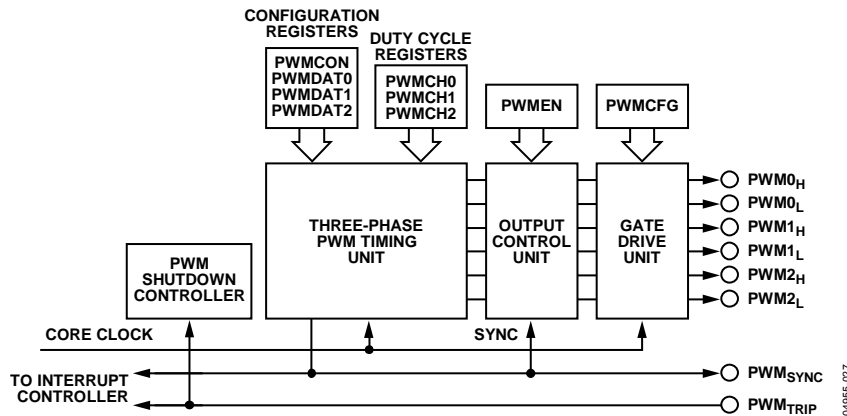 CONFIGURATION
REGISTERS
DUTY CYCLE
REGISTERS
PWMCON
PWMDAT0
PWMDAT1
PWMDAT2
PWMCH0
PWMCH1
PWMCH2
PWMEN
PWMCFG
THREE-PHASE
PWM TIMING
UNIT
OUTPUT
CONTROL
UNIT
GATE
DRIVE
UNIT
PWM0H
PWM0L
PWM1H
PWM1L
PWM2H
PWM2L
PWM
SHUTDOWN
CONTROLLER
CORE CLOCK
SYNC
TO INTERRUPT
CONTROLLER
PWMSYNC
PWMTRIP
04955-027